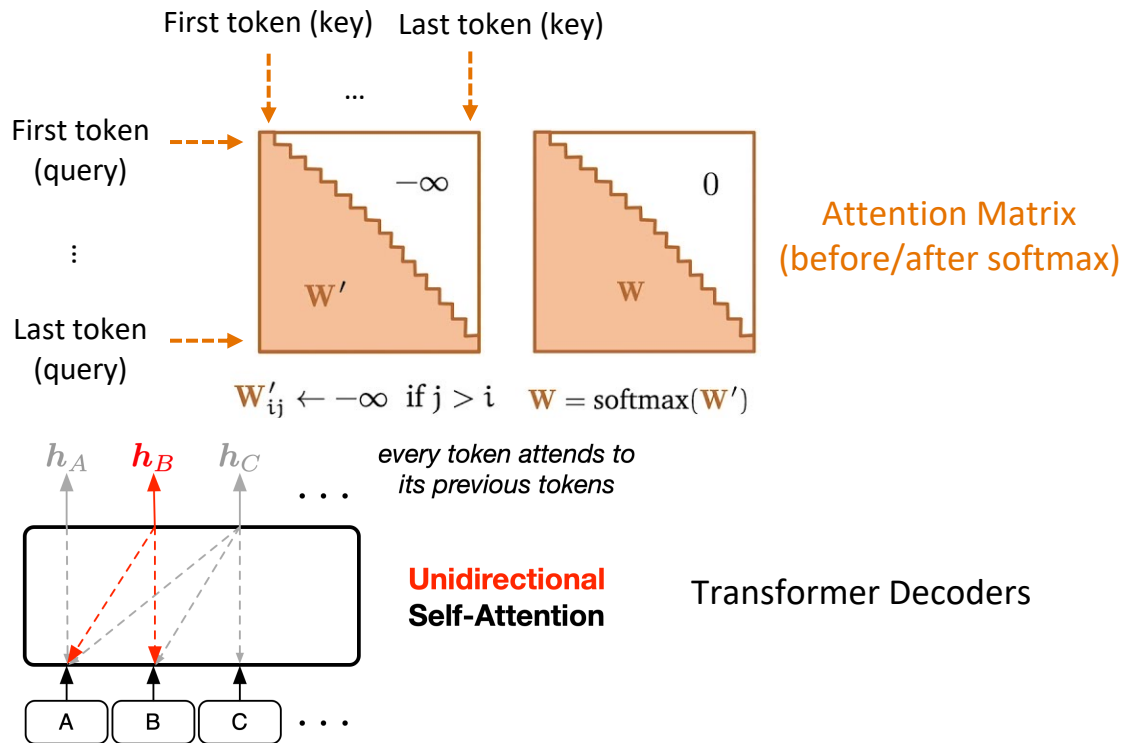 First token (key) Last token (key)
...
First token
(query)
−∞
0
Attention Matrix
(before/after softmax)
⋮
W′
W
Last token
(query)
W′ij ← −∞ if j > i
W = softmax(W′)
hA hB hC
every token attends to
its previous tokens
. . .
Unidirectional
Self-Attention
Transformer Decoders
A B C . . .